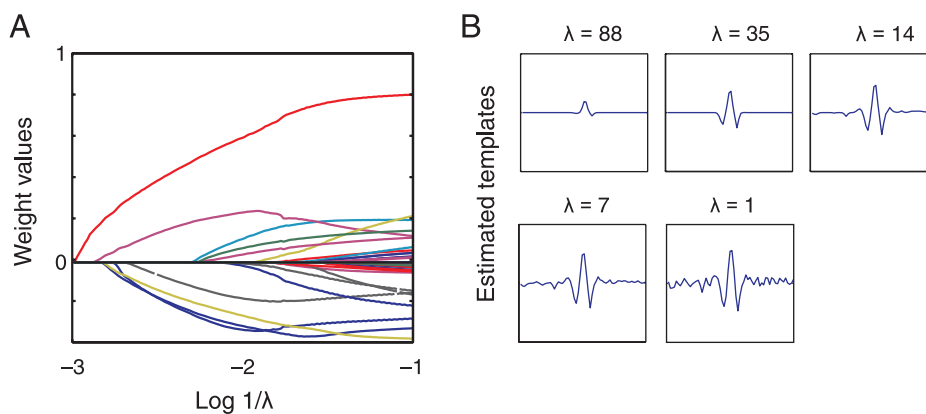 A
Weight values
1
0
−3
−2
−1
Log 1/λ
B
Estimated templates
λ = 88
λ = 35
λ = 14
λ = 7
λ = 1